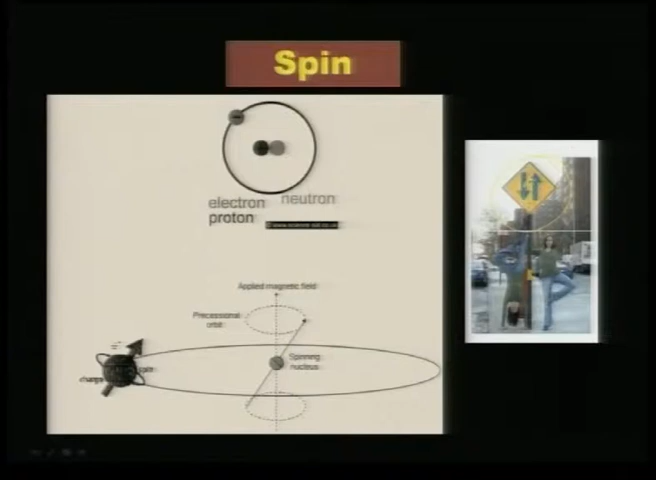 Spin
electron neutron
proton
Applied magnetic field
Precessional
orbit
Spinning
nucleus
charge